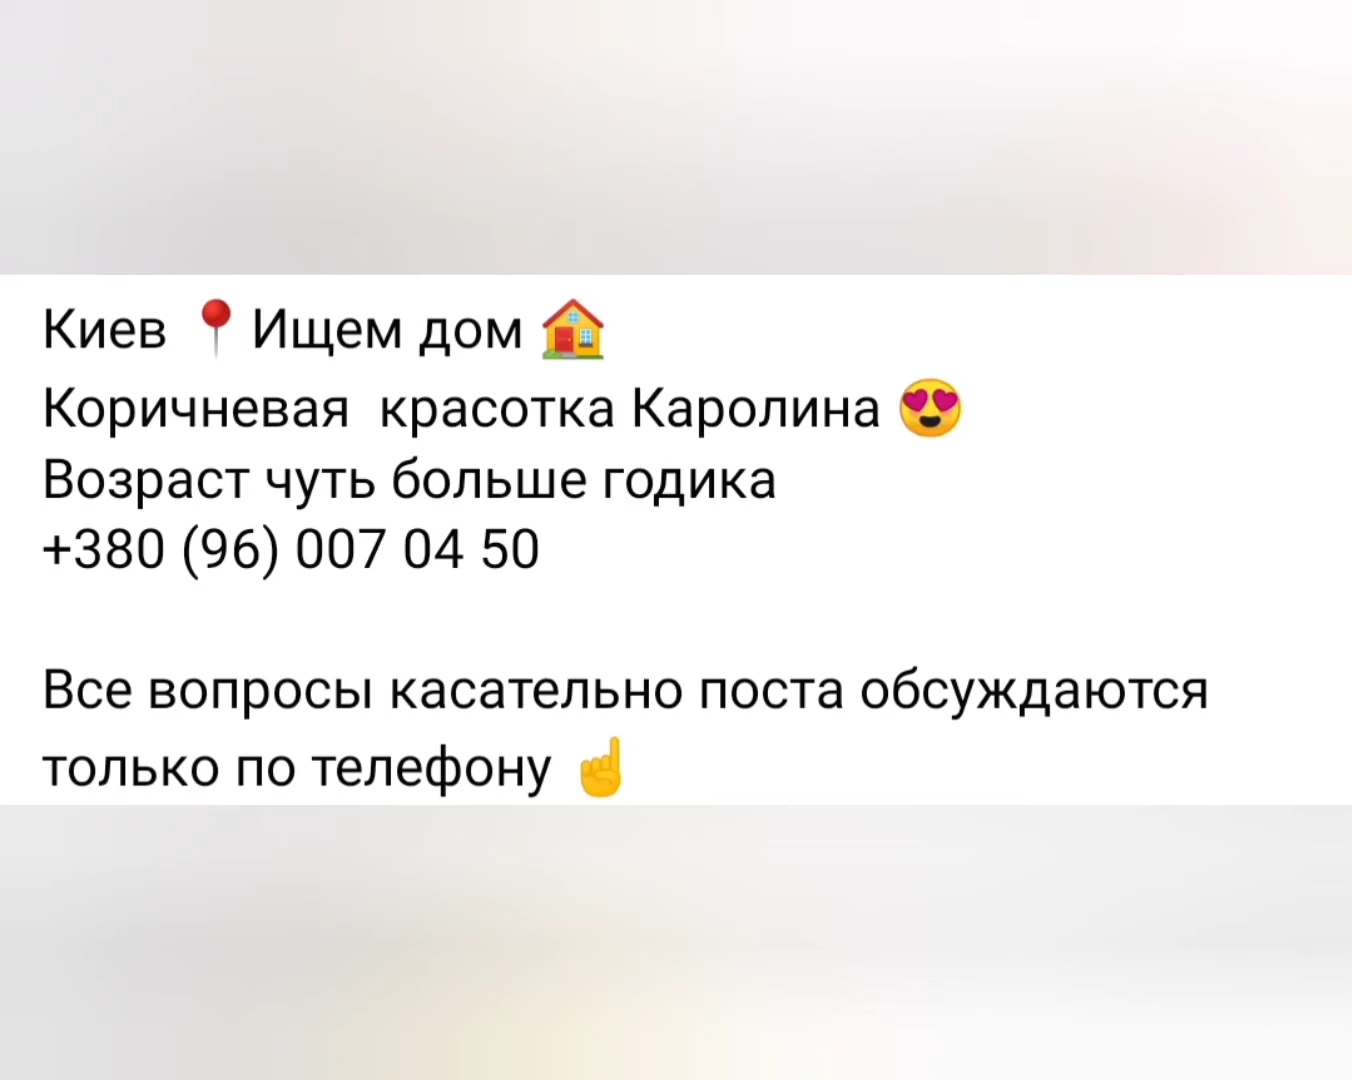 Киев 📍 Ищем дом 🏠
Коричневая красотка Каролина 😍
Возраст чуть больше годика
+380 (96) 007 04 50
Все вопросы касательно поста обсуждаются
только по телефону ☝️